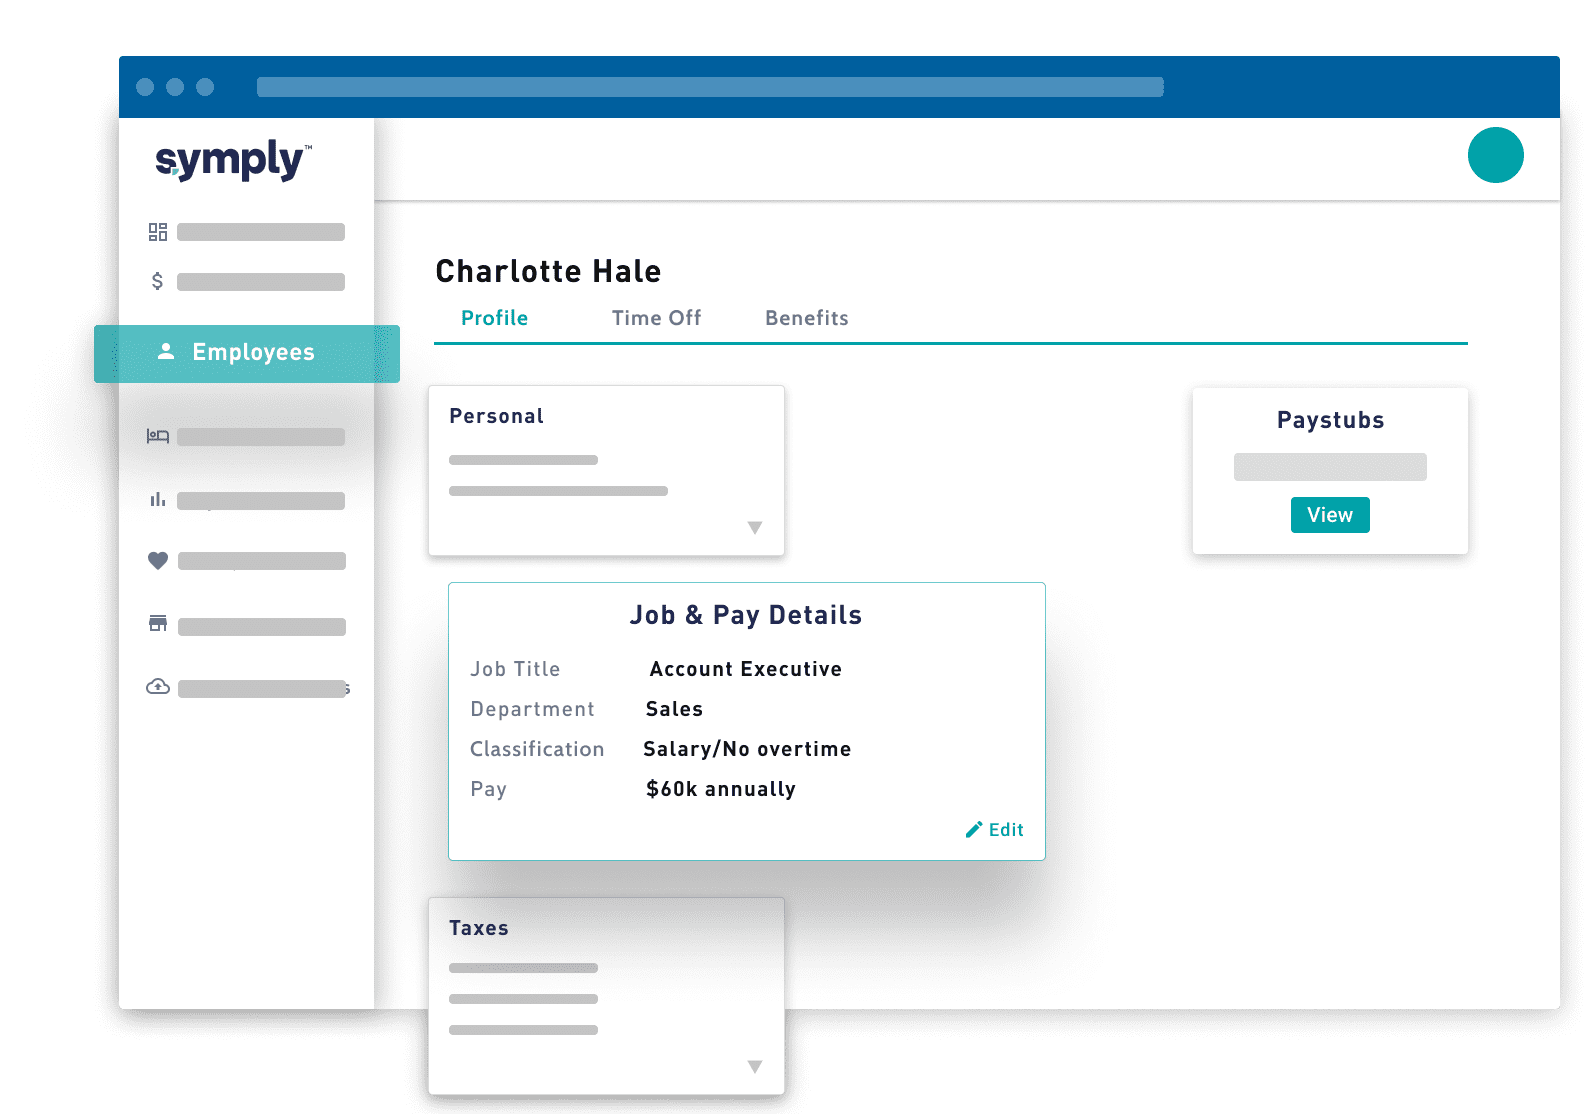 symply™
Employees
Charlotte Hale
Profile Time Off Benefits
Personal
Paystubs
View
Job & Pay Details
Job Title Account Executive
Department Sales
Classification Salary/No overtime
Pay $60k annually
Edit
Taxes